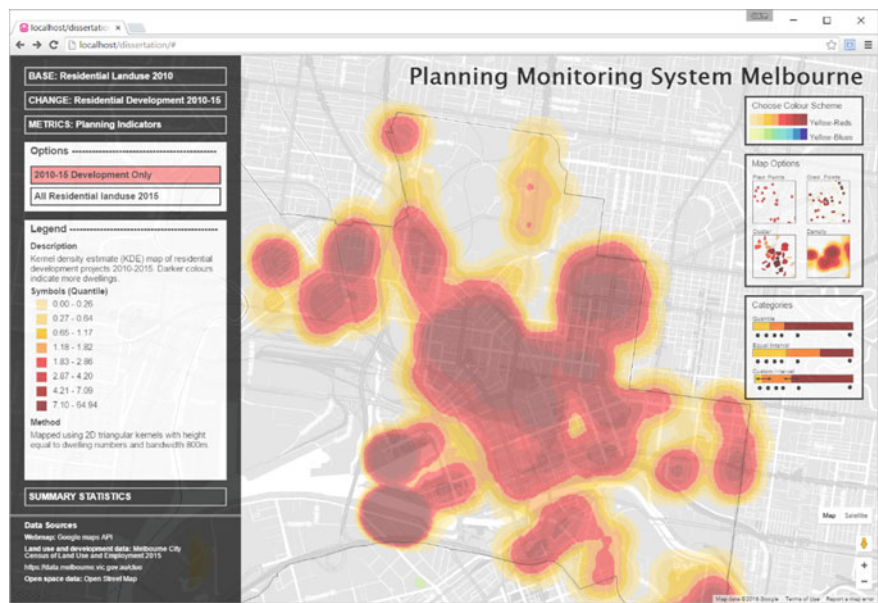 localhost/dissertation
localhost/dissertation/#
Planning Monitoring System Melbourne
BASE: Residential Landuse 2010
CHANGE: Residential Development 2010-15
METRICS: Planning Indicators
Options
2010-15 Development Only
All Residential landuse 2015
Legend
Description
Kernel density estimate (KDE) map of residential
development projects 2010-2015. Darker colours
indicate more dwellings.
Symbols (Quantile)
0.00 - 0.26
0.27 - 0.64
0.65 - 1.17
1.18 - 1.82
1.83 - 2.86
2.87 - 4.20
4.21 - 7.09
7.10 - 64.94
Method
Mapped using 2D triangular kernels with height
equal to dwelling numbers and bandwidth 800m.
SUMMARY STATISTICS
Data Sources
Webmap: Google maps API
Land use and development data: Melbourne City
Census of Land Use and Employment 2015
https://data.melbourne.vic.gov.au/clue
Open space data: Open Street Map
Choose Colour Scheme
Yellow-Reds
Yellow-Blues
Map Options
Plain Points
Grad. Points
Cluster
Density
Categories
Quantile
Equal Interval
Custom Interval
Map Satellite
Map data ©2016 Google Terms of Use Report a map error